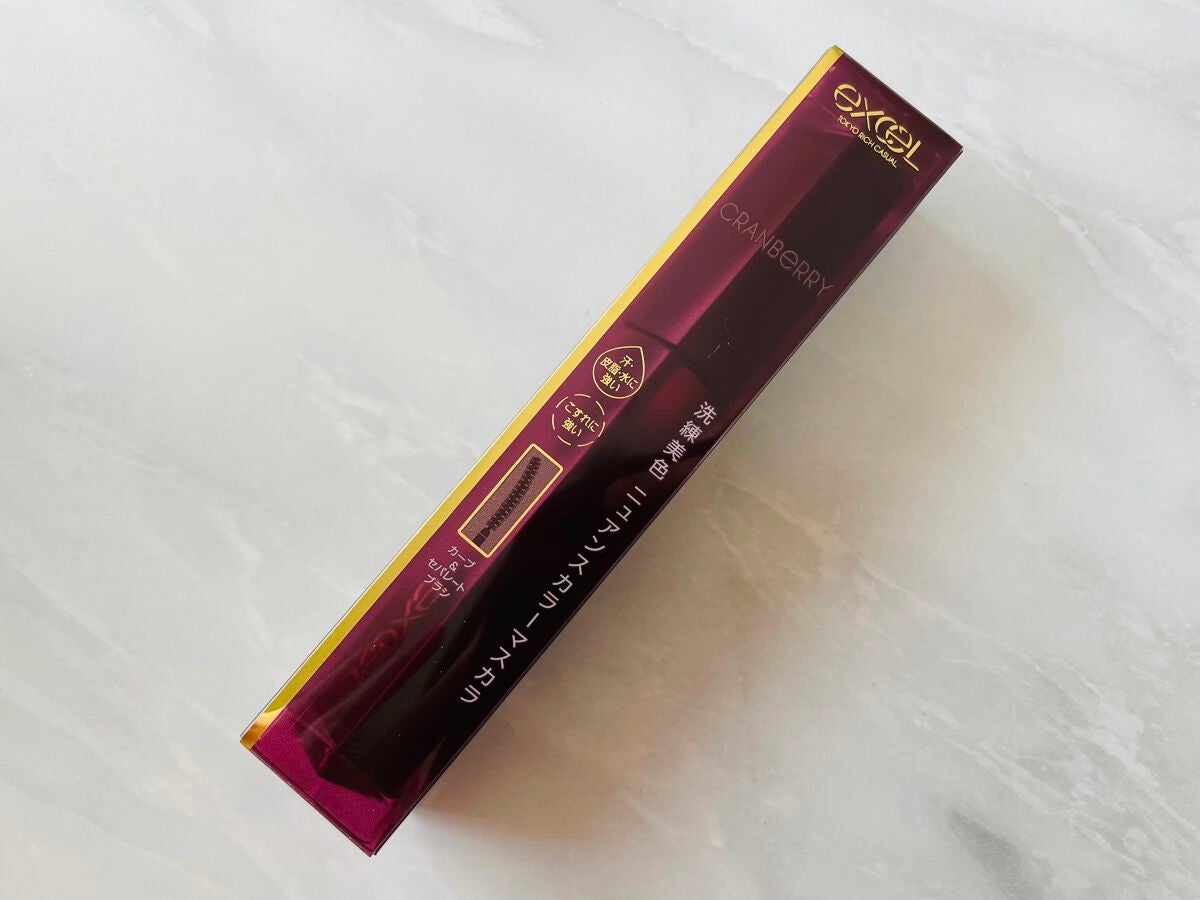 excel
TOKYO RICH CASUAL
CRANBERRY
汗・
皮脂・水に
強い
こすれに
強い
洗練美色 ニュアンスカラーマスカラ
カーブ
&
セパレート
ブラシ
excel